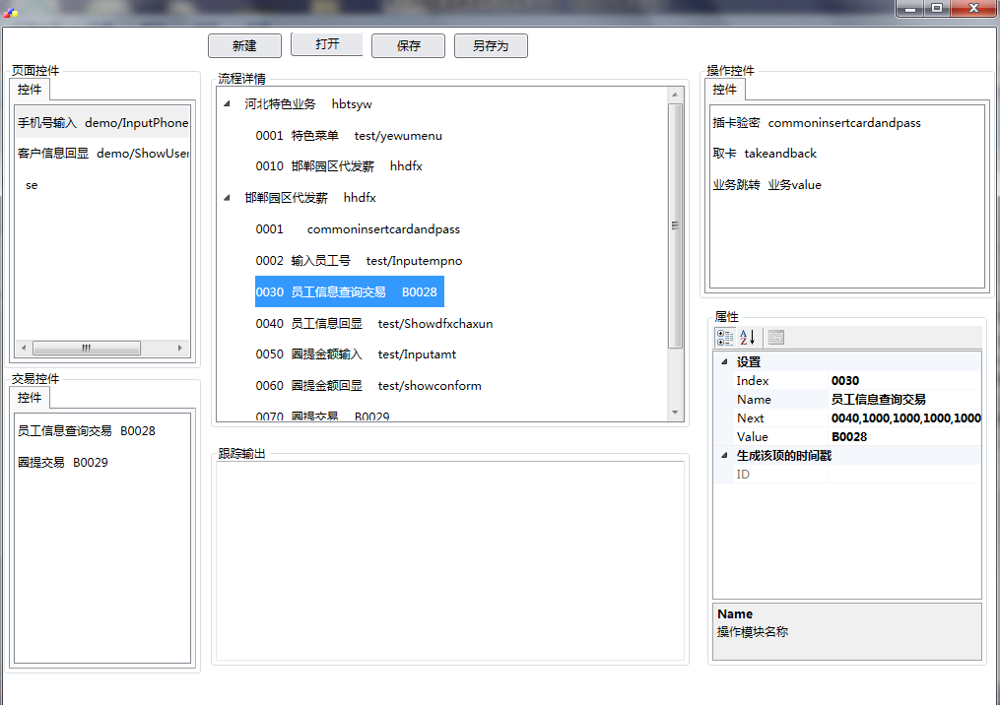 新建 打开 保存 另存为
页面控件
控件
手机号输入 demo/InputPhone
客户信息回显 demo/ShowUser
se
交易控件
控件
员工信息查询交易 B0028
圈提交易 B0029
流程详情
河北特色业务 hbtsyw
0001 特色菜单 test/yewumenu
0010 邯郸园区代发薪 hhdfx
邯郸园区代发薪 hhdfx
0001 commoninsertcardandpass
0002 输入员工号 test/Inputempno
0030 员工信息查询交易 B0028
0040 员工信息回显 test/Showdfxchaxun
0050 圈提金额输入 test/Inputamt
0060 圈提金额回显 test/showconform
0070 圈提交易 B0029
跟踪输出
操作控件
控件
插卡验密 commoninsertcardandpass
取卡 takeandback
业务跳转 业务value
属性
设置
Index 0030
Name 员工信息查询交易
Next 0040,1000,1000,1000,1000
Value B0028
生成该项的时间戳
ID
Name
操作模块名称